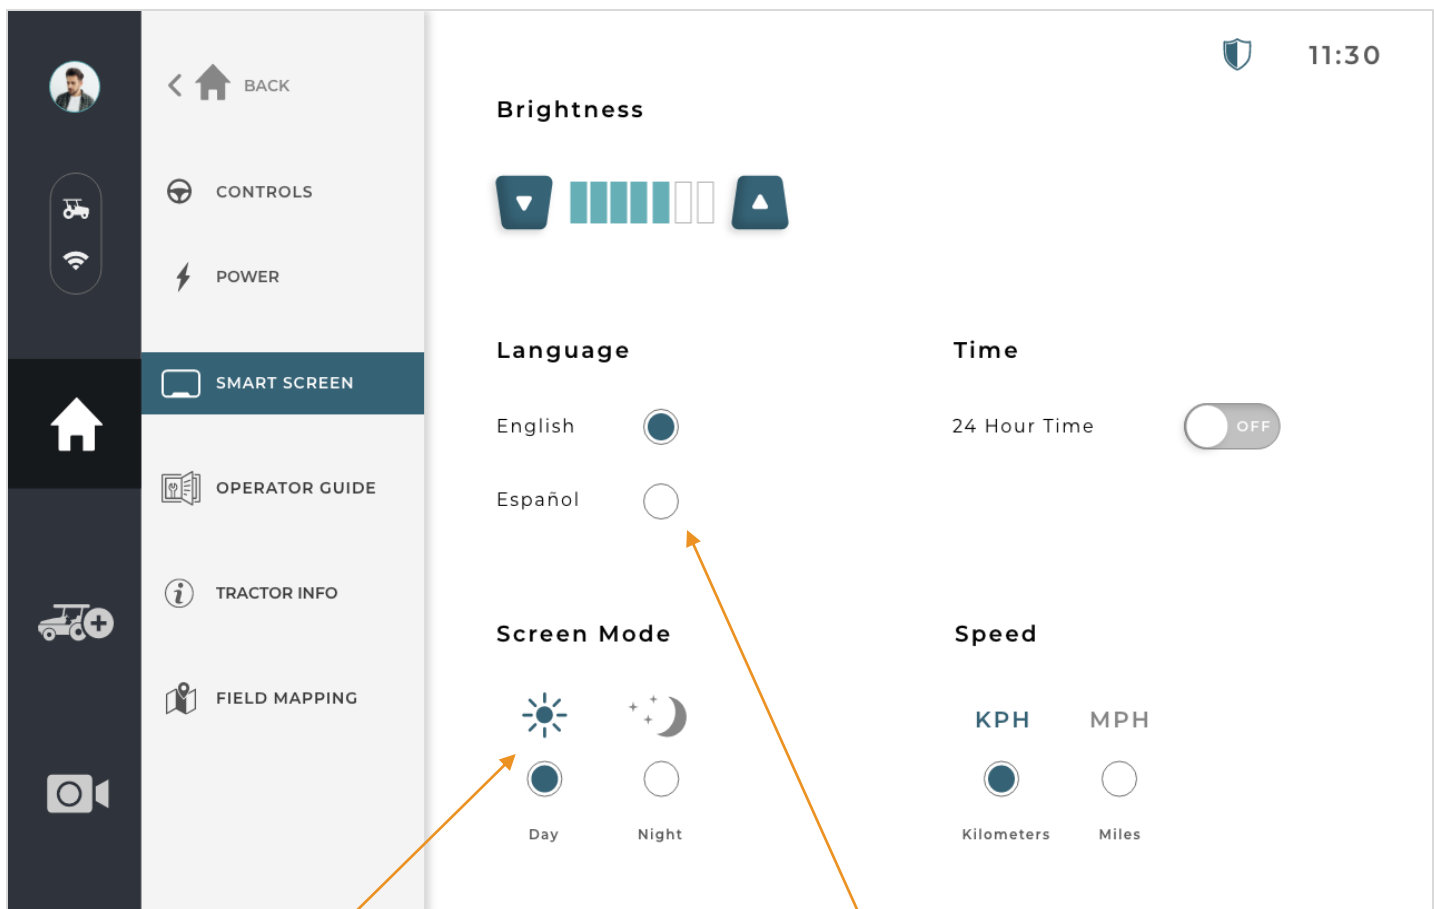 BACK
CONTROLS
POWER
SMART SCREEN
OPERATOR GUIDE
TRACTOR INFO
FIELD MAPPING
11:30
Brightness
Language
English
Español
Time
24 Hour Time
OFF
Screen Mode
Day
Night
Speed
KPH
MPH
Kilometers
Miles